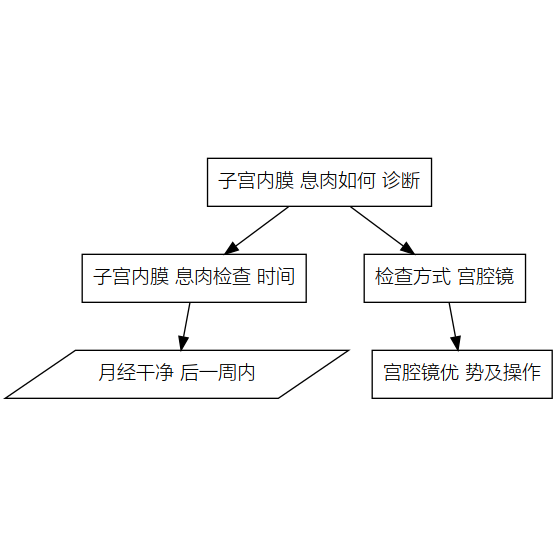 子宫内膜 息肉如何 诊断
子宫内膜 息肉检查 时间
检查方式 宫腔镜
月经干净 后一周内
宫腔镜优 势及操作